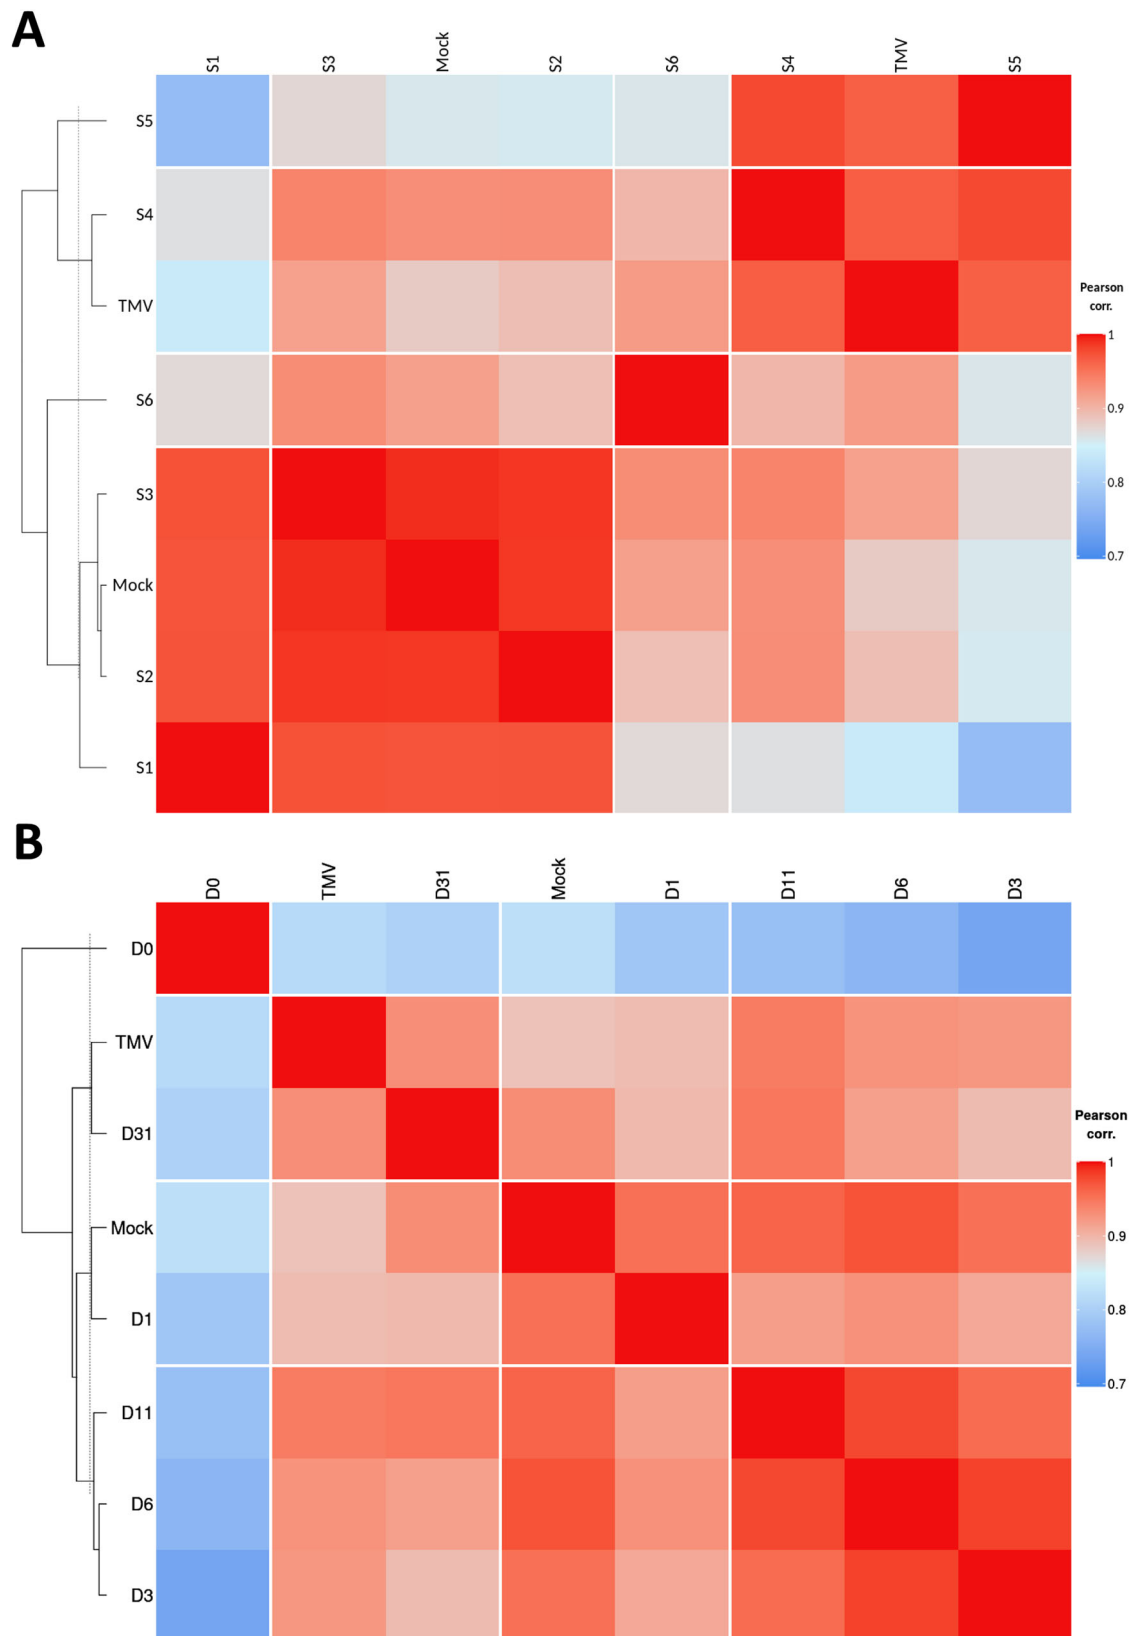 A
S1 S3 Mock S2 S6 S4 TMV S5
S5
S4
TMV
S6
S3
Mock
S2
S1
Pearson
corr.
1
0.9
0.8
0.7
B
D0 TMV D31 Mock D1 D11 D6 D3
D0
TMV
D31
Mock
D1
D11
D6
D3
Pearson
corr.
1
0.9
0.8
0.7